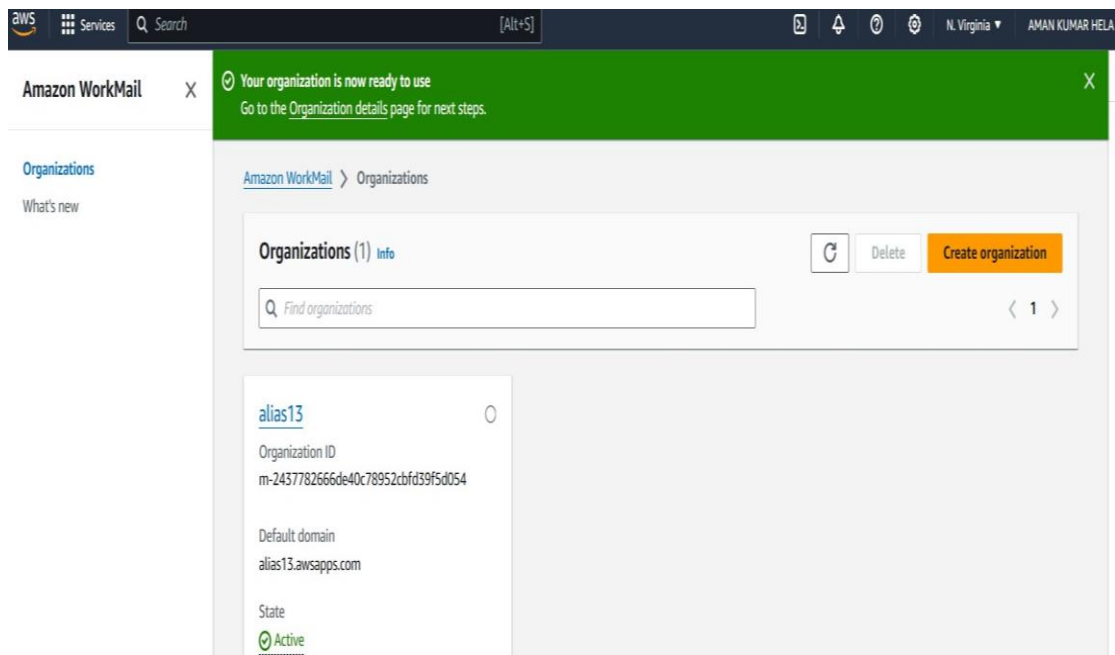 aws Services Search [Alt+S] N. Virginia ▼ AMAN KUMAR HELA
Amazon WorkMail X
Your organization is now ready to use X
Go to the Organization details page for next steps.
Organizations
What's new
Amazon WorkMail > Organizations
Organizations (1) Info
Delete Create organization
Find organizations
< 1 >
alias13
Organization ID
m-2437782666de40c78952cbfd39f5d054
Default domain
alias13.awsapps.com
State
Active